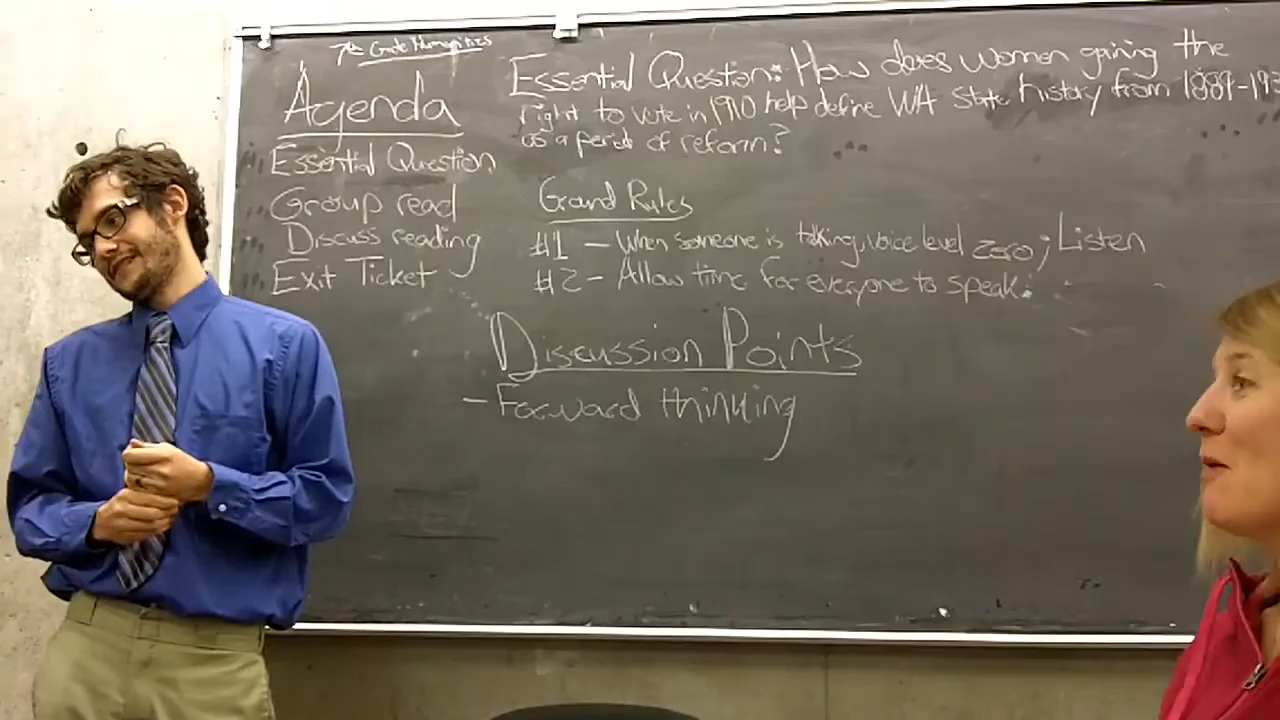 7th Grade Humanities
Agenda
Essential Question
Group read
Discuss reading
Exit Ticket
Essential Question: How does women gaining the
right to vote in 1910 help define WA State history from 1889-19
as a period of reform?
Grand Rules
#1 - When someone is talking, voice level zero; Listen
#2 - Allow time for everyone to speak.
Discussion Points
- Forward thinking